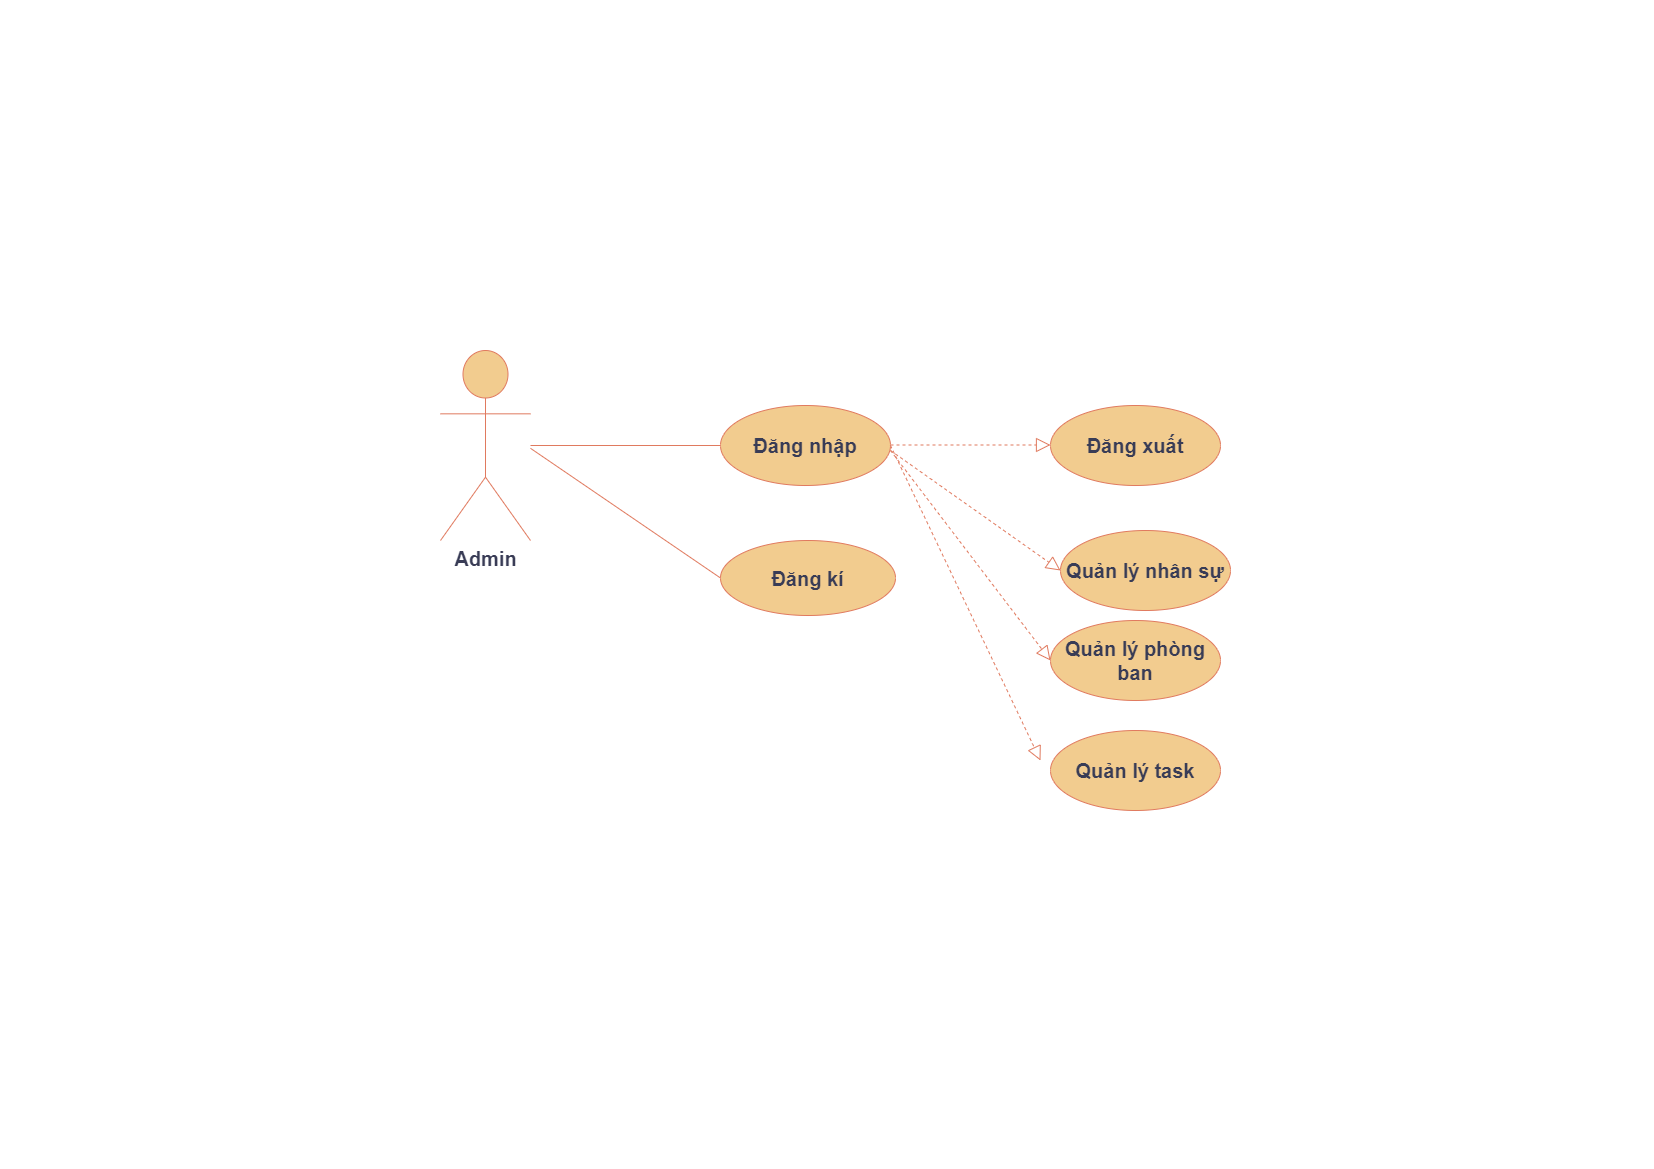 Admin
Đăng nhập
Đăng kí
Đăng xuất
Quản lý nhân sự
Quản lý phòng
ban
Quản lý task